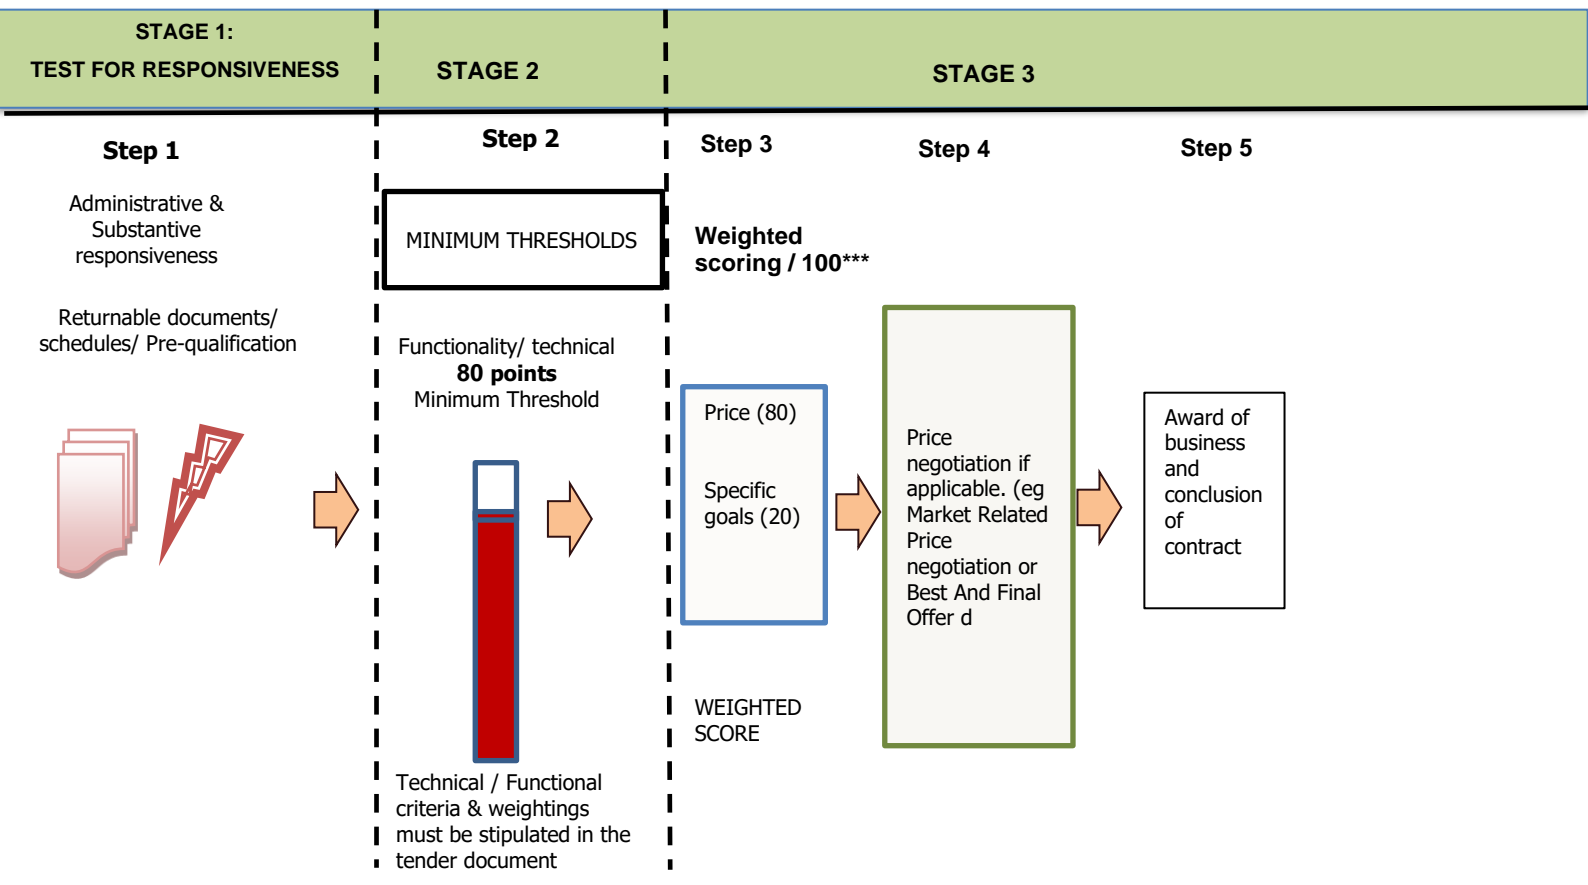 STAGE 1:
TEST FOR RESPONSIVENESS
STAGE 2
STAGE 3
Step 1
Step 2
Step 3
Step 4
Step 5
Administrative &
Substantive
responsiveness
Returnable documents/
schedules/ Pre-qualification
MINIMUM THRESHOLDS
Functionality/ technical
80 points
Minimum Threshold
Technical / Functional
criteria & weightings
must be stipulated in the
tender document
Weighted
scoring / 100***
Price (80)
Specific
goals (20)
WEIGHTED
SCORE
Price
negotiation if
applicable. (eg
Market Related
Price
negotiation or
Best And Final
Offer d
Award of
business
and
conclusion
of
contract